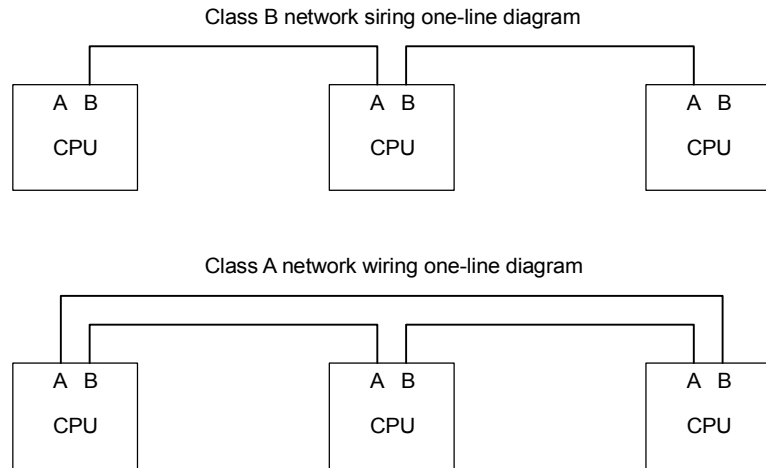 Class B network siring one-line diagram
A B A B A B
CPU CPU CPU
Class A network wiring one-line diagram
A B A B A B
CPU CPU CPU